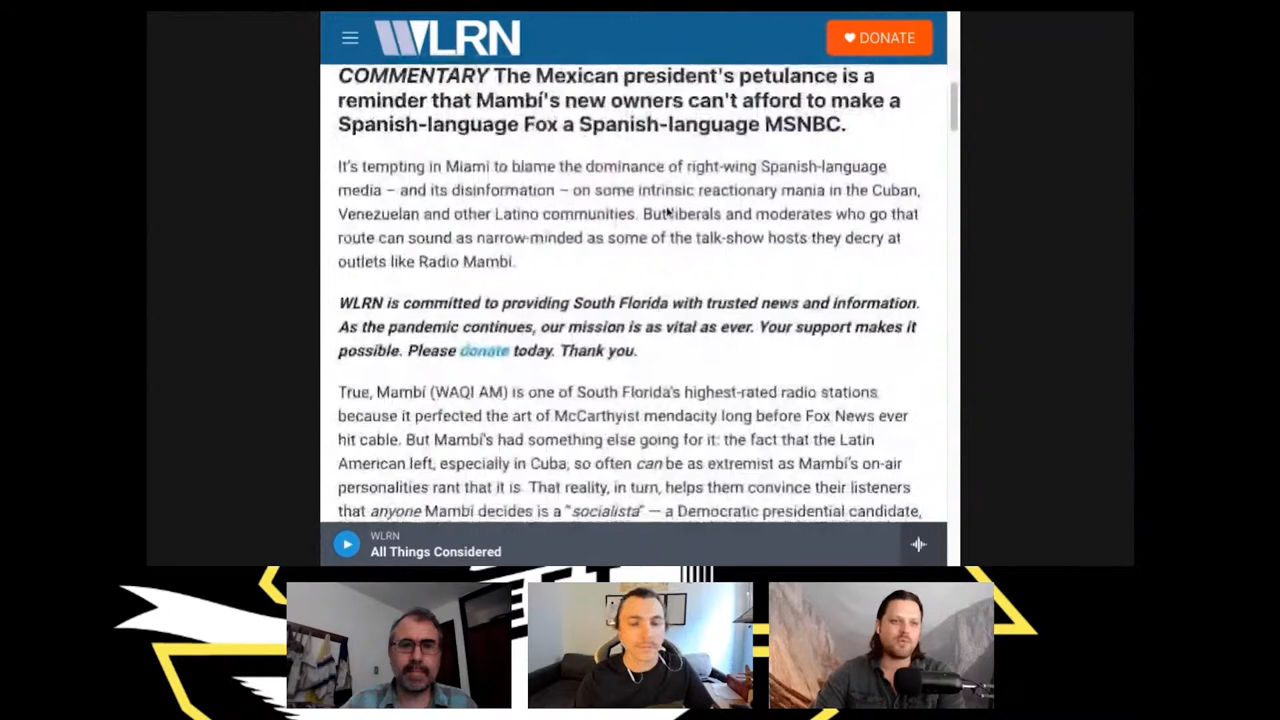 WLRN
DONATE
COMMENTARY The Mexican president's petulance is a
reminder that Mambí's new owners can't afford to make a
Spanish-language Fox a Spanish-language MSNBC.
It's tempting in Miami to blame the dominance of right-wing Spanish-language
media – and its disinformation – on some intrinsic reactionary mania in the Cuban,
Venezuelan and other Latino communities. But liberals and moderates who go that
route can sound as narrow-minded as some of the talk-show hosts they decry at
outlets like Radio Mambí.
WLRN is committed to providing South Florida with trusted news and information.
As the pandemic continues, our mission is as vital as ever. Your support makes it
possible. Please donate today. Thank you.
True, Mambí (WAQI AM) is one of South Florida's highest-rated radio stations
because it perfected the art of McCarthyist mendacity long before Fox News ever
hit cable. But Mambí's had something else going for it: the fact that the Latin
American left, especially in Cuba, so often can be as extremist as Mambí's on-air
personalities rant that it is. That reality, in turn, helps them convince their listeners
that anyone Mambí decides is a "socialista" — a Democratic presidential candidate,
WLRN
All Things Considered